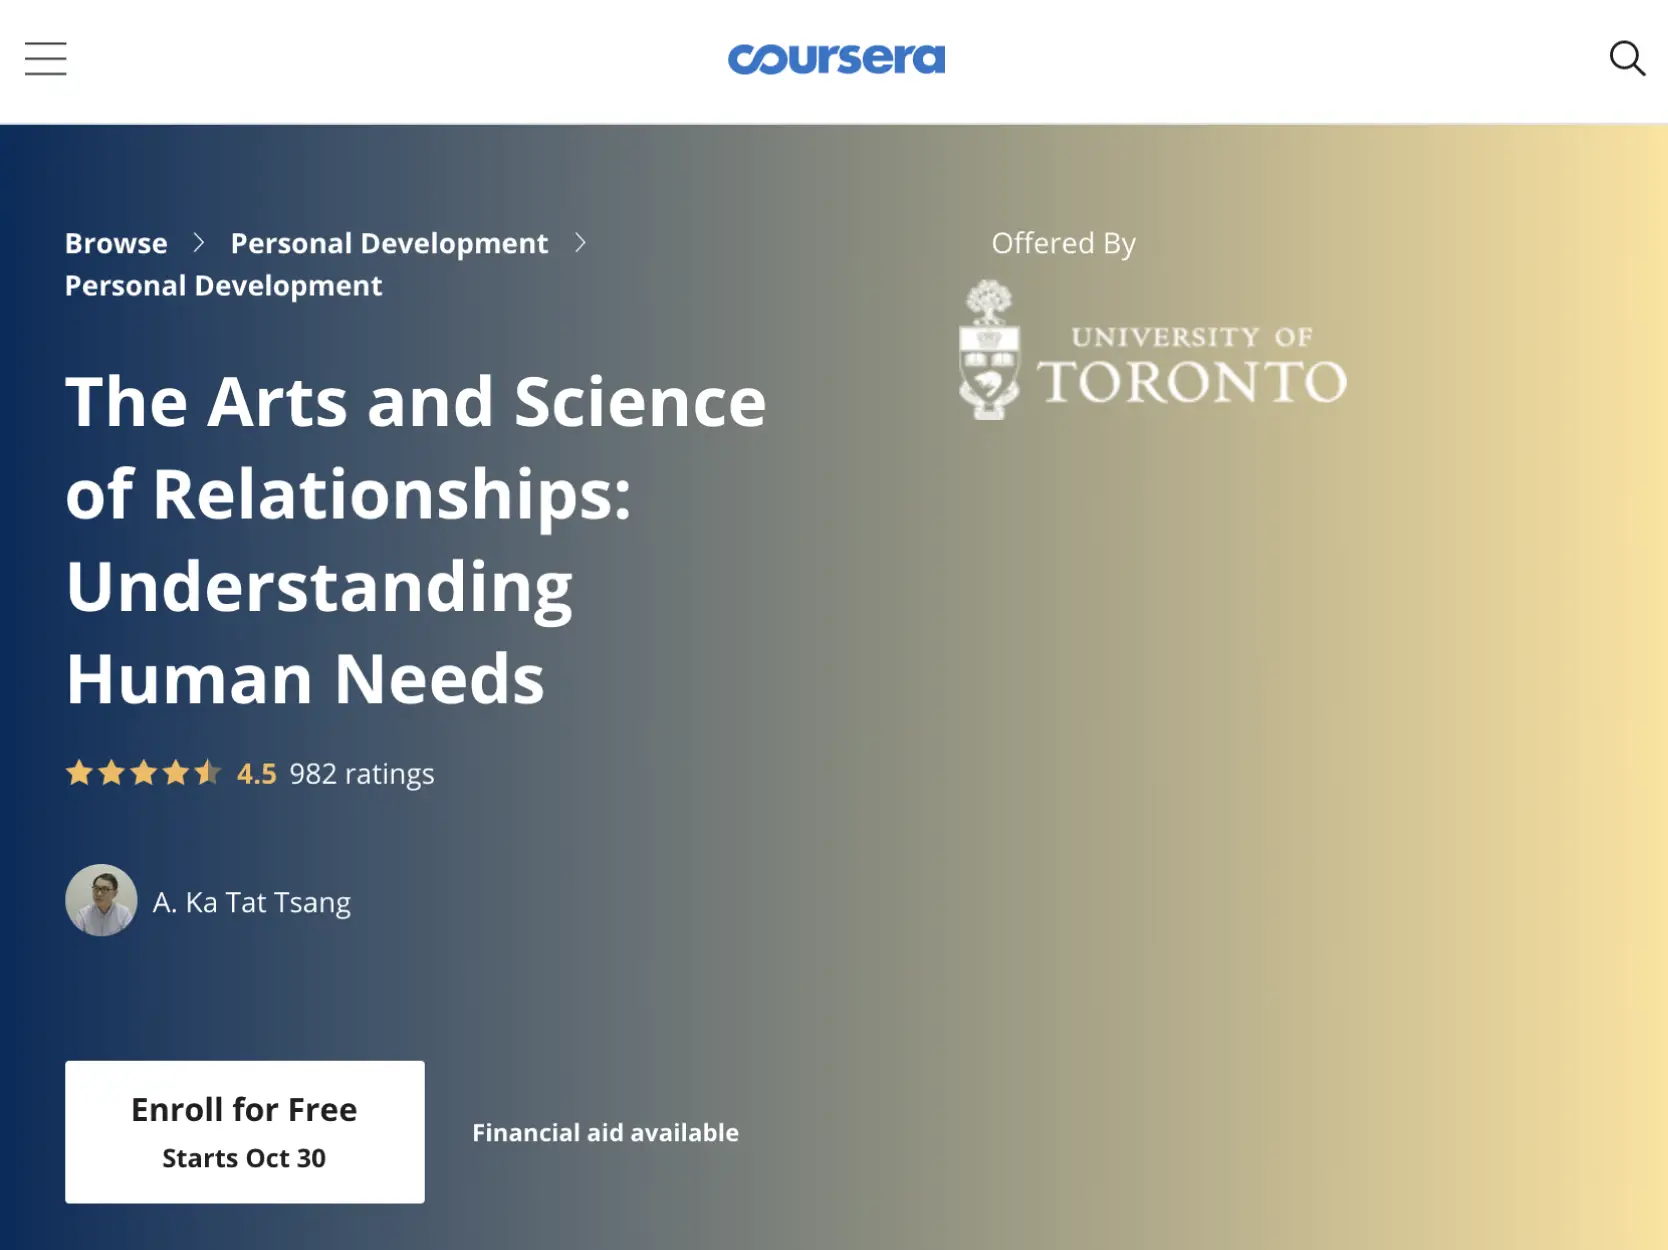 coursera
Browse > Personal Development >
Personal Development
Offered By
UNIVERSITY OF
TORONTO
The Arts and Science
of Relationships:
Understanding
Human Needs
4.5 982 ratings
A. Ka Tat Tsang
Enroll for Free
Starts Oct 30
Financial aid available